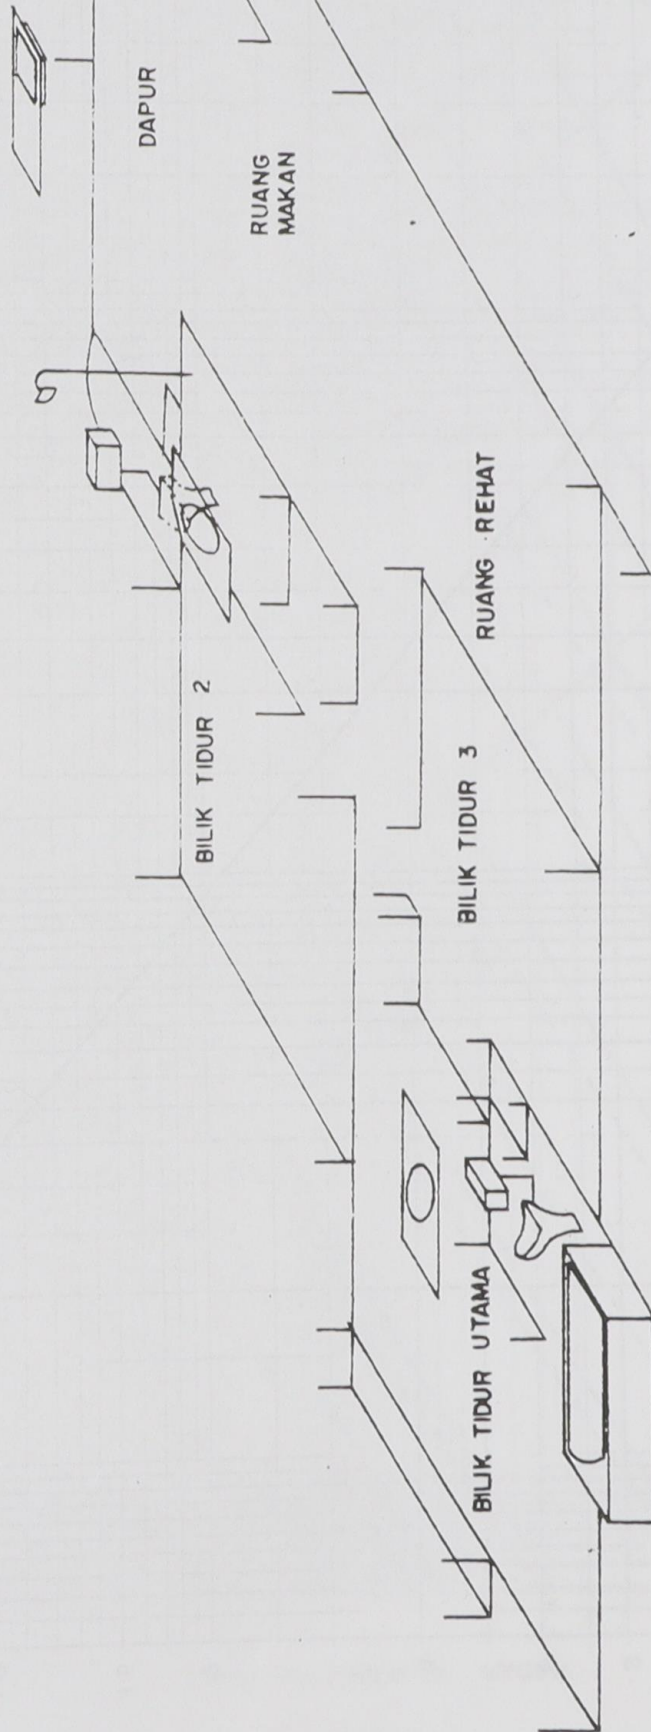 DAPUR
RUANG
MAKAN
BILIK TIDUR 2
RUANG REHAT
BILIK TIDUR 3
BILIK TIDUR UTAMA